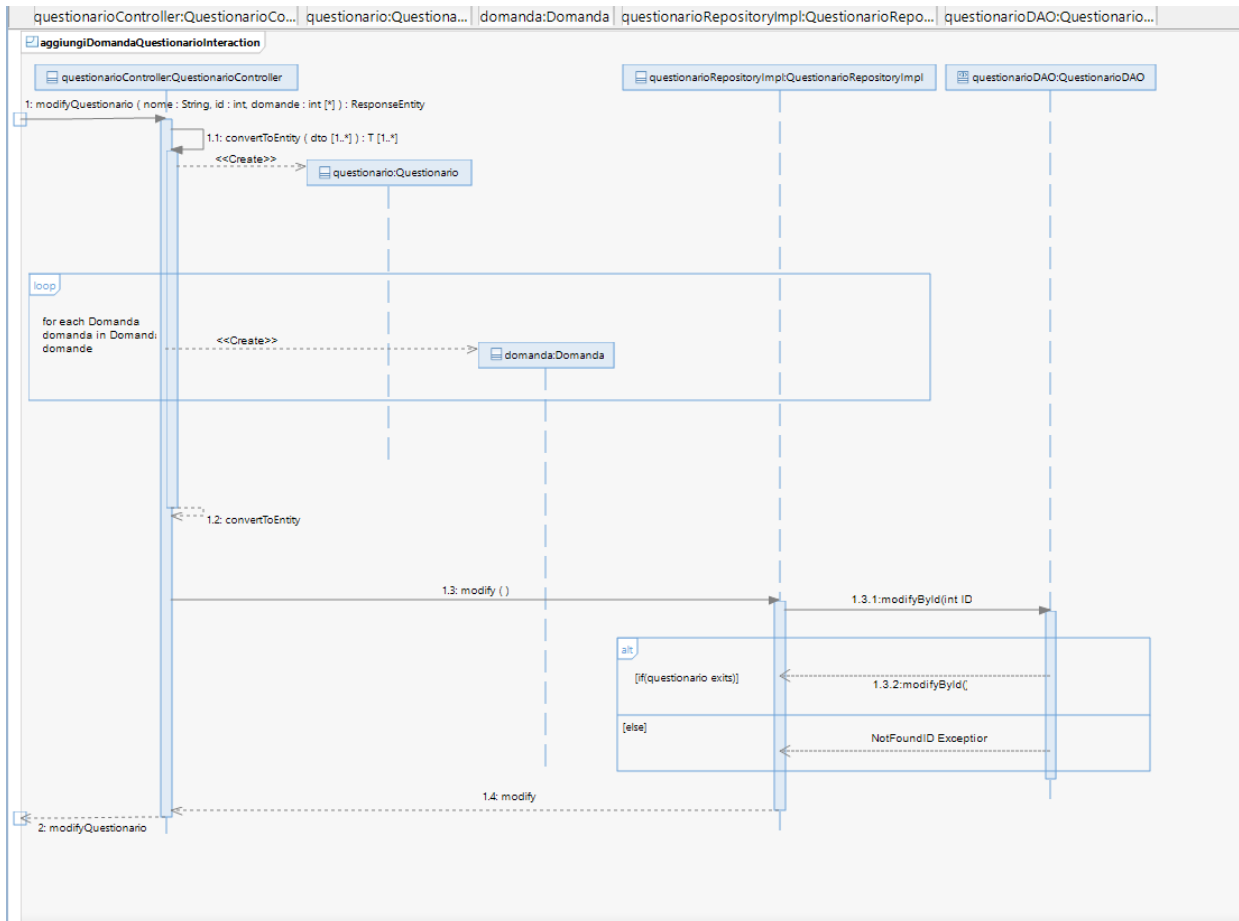 questionarioController:QuestionarioCo...
questionario:Questiona...
domanda:Domanda
questionarioRepositoryImpl:QuestionarioRepo...
questionarioDAO:Questionario...
aggiungiDomandaQuestionarioInteraction
questionarioController:QuestionarioController
questionarioRepositoryImpl:QuestionarioRepositoryImpl
questionarioDAO:QuestionarioDAO
1: modifyQuestionario ( nome : String, id : int, domande : int [*] ) : ResponseEntity
1.1: convertToEntity ( dto [1..*] ) : T [1..*]
<<Create>>
questionario:Questionario
loop
for each Domanda
domanda in Domand
domande
<<Create>>
domanda:Domanda
1.2: convertToEntity
1.3: modify ( )
1.3.1:modifyById(int ID
alt
[if(questionario exits)]
1.3.2:modifyById(
[else]
NotFoundID Exceptior
1.4: modify
2: modifyQuestionario